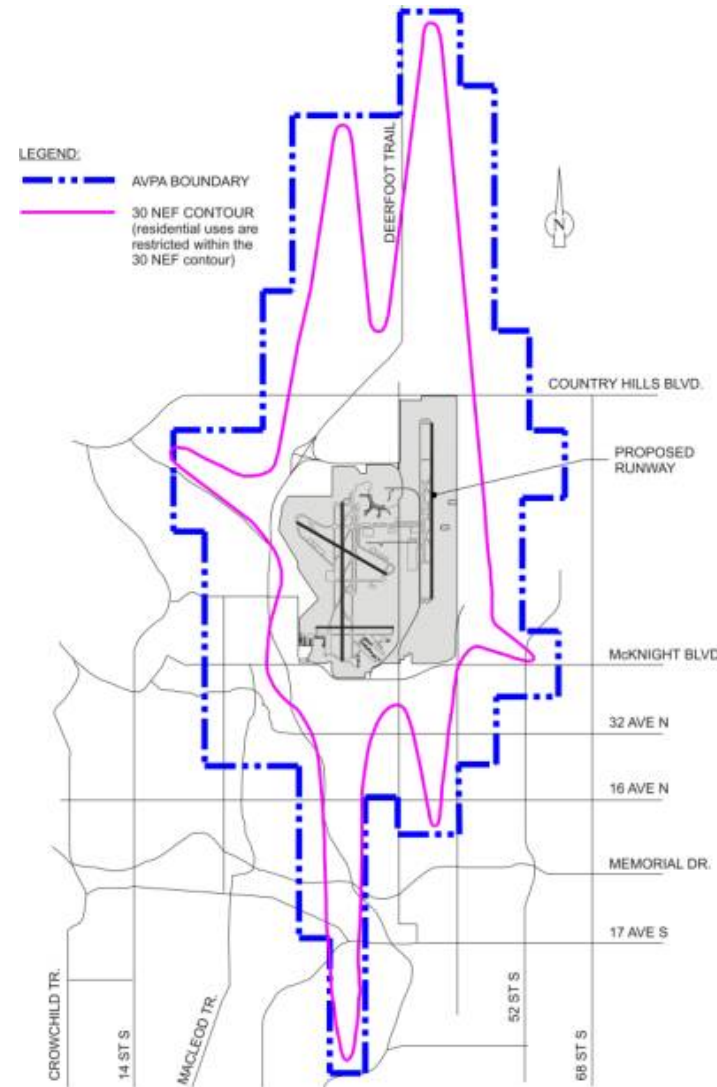 LEGEND:
AVPA BOUNDARY
30 NEF CONTOUR
(residential uses are
restricted within the
30 NEF contour)
DEERFOOT TRAIL
N
COUNTRY HILLS BLVD.
PROPOSED
RUNWAY
McKNIGHT BLVD
32 AVE N
16 AVE N
MEMORIAL DR.
17 AVE S
CROWCHILD TR.
14 ST S
MACLEOD TR.
52 ST S
68 ST S